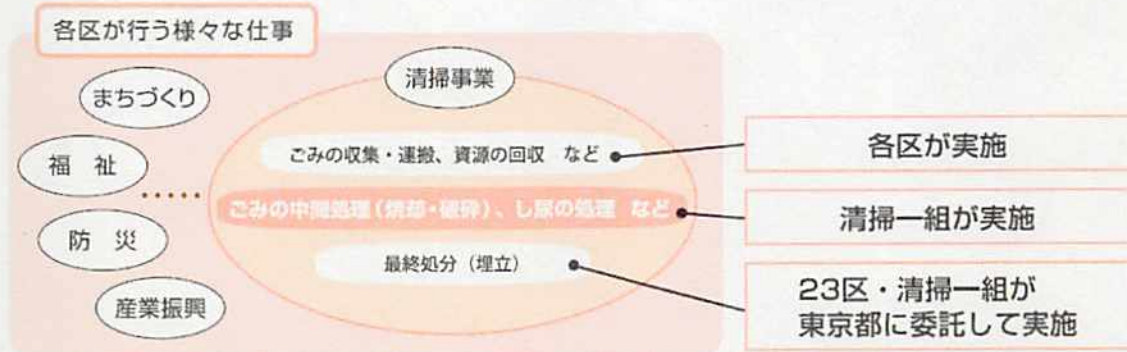 各区が行う様々な仕事
清掃事業
まちづくり
福 祉
防 災
産業振興
ごみの収集・運搬、資源の回収 など
ごみの中間処理(焼却・破砕)、し尿の処理 など
最終処分(埋立)
各区が実施
清掃一組が実施
23区・清掃一組が
東京都に委託して実施